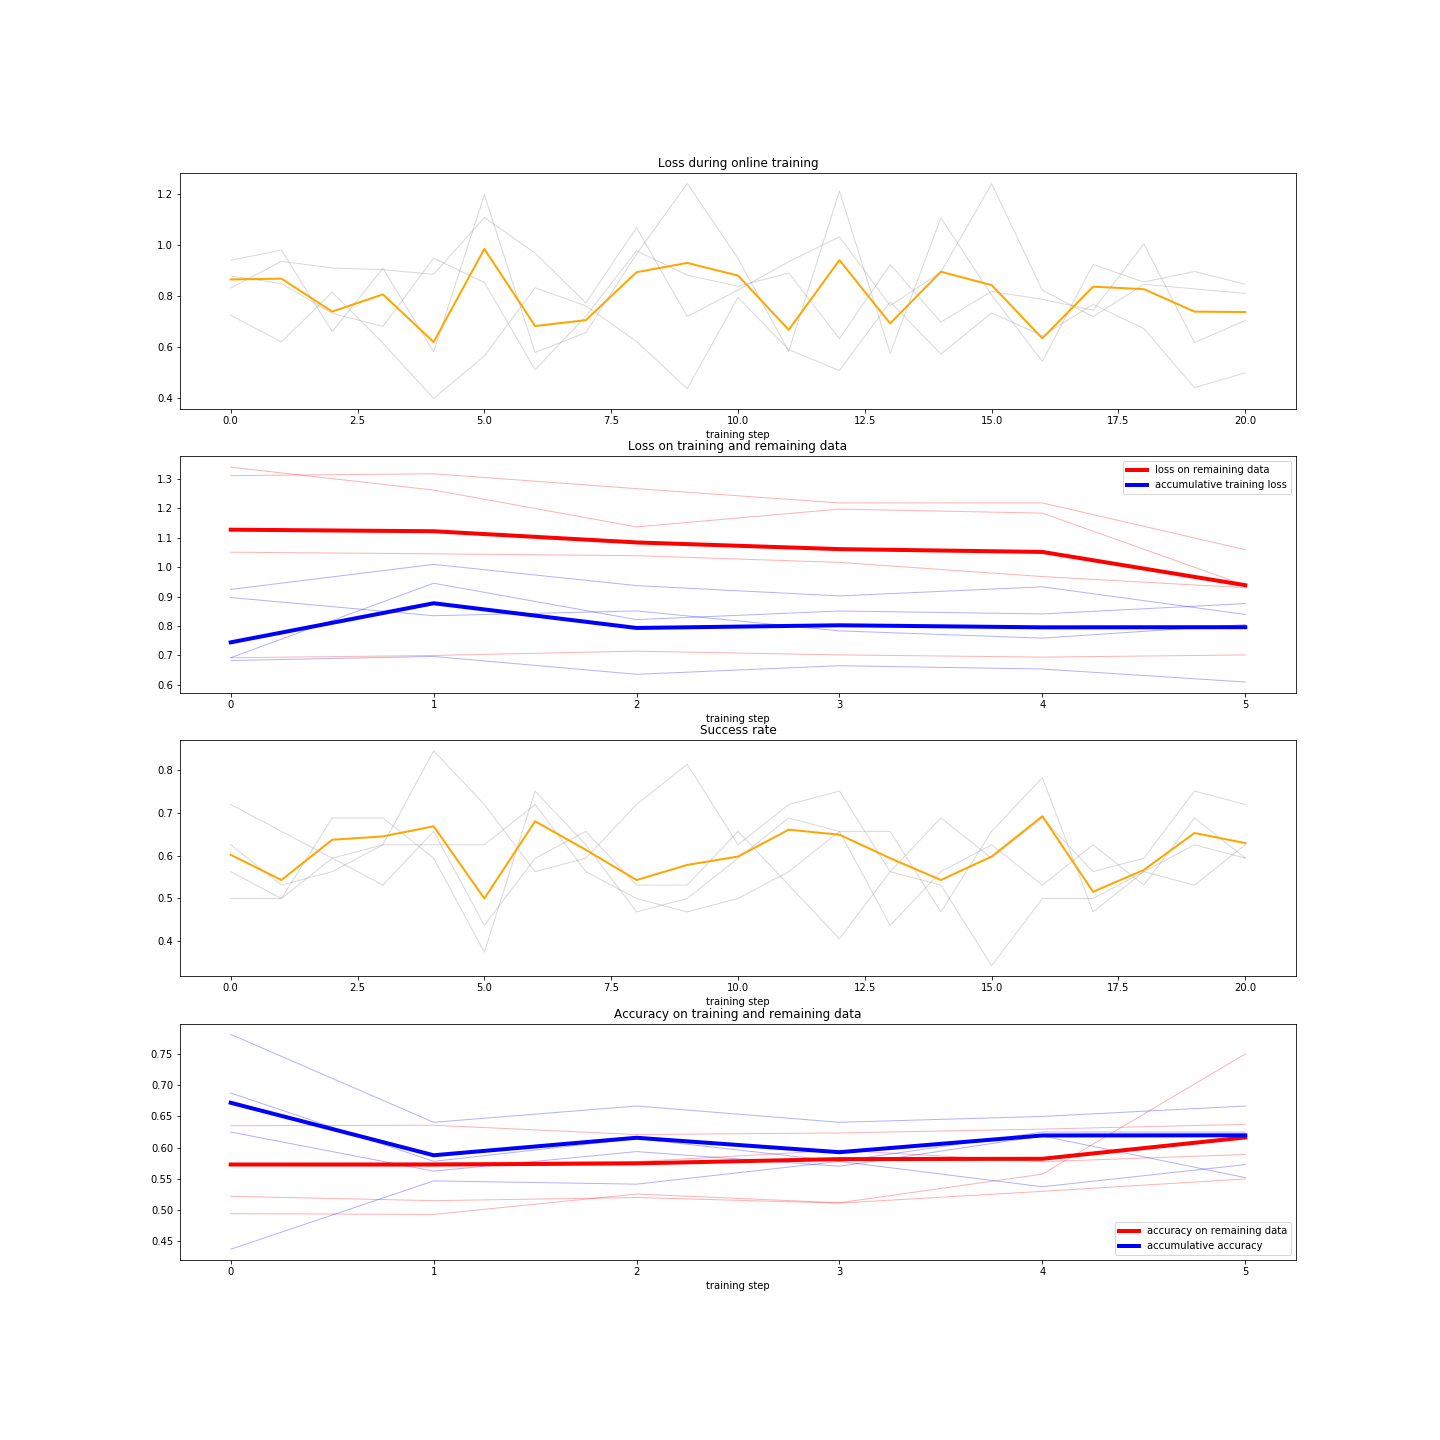 Loss during online training
1.2
1.0
0.8
0.6
0.4
0.0 2.5 5.0 7.5 10.0 12.5 15.0 17.5 20.0
training step
Loss on training and remaining data
1.3
1.2
1.1
1.0
0.9
0.8
0.7
0.6
loss on remaining data
accumulative training loss
0 1 2 3 4 5
training step
Success rate
0.8
0.7
0.6
0.5
0.4
0.0 2.5 5.0 7.5 10.0 12.5 15.0 17.5 20.0
training step
Accuracy on training and remaining data
0.75
0.70
0.65
0.60
0.55
0.50
0.45
accuracy on remaining data
accumulative accuracy
0 1 2 3 4 5
training step